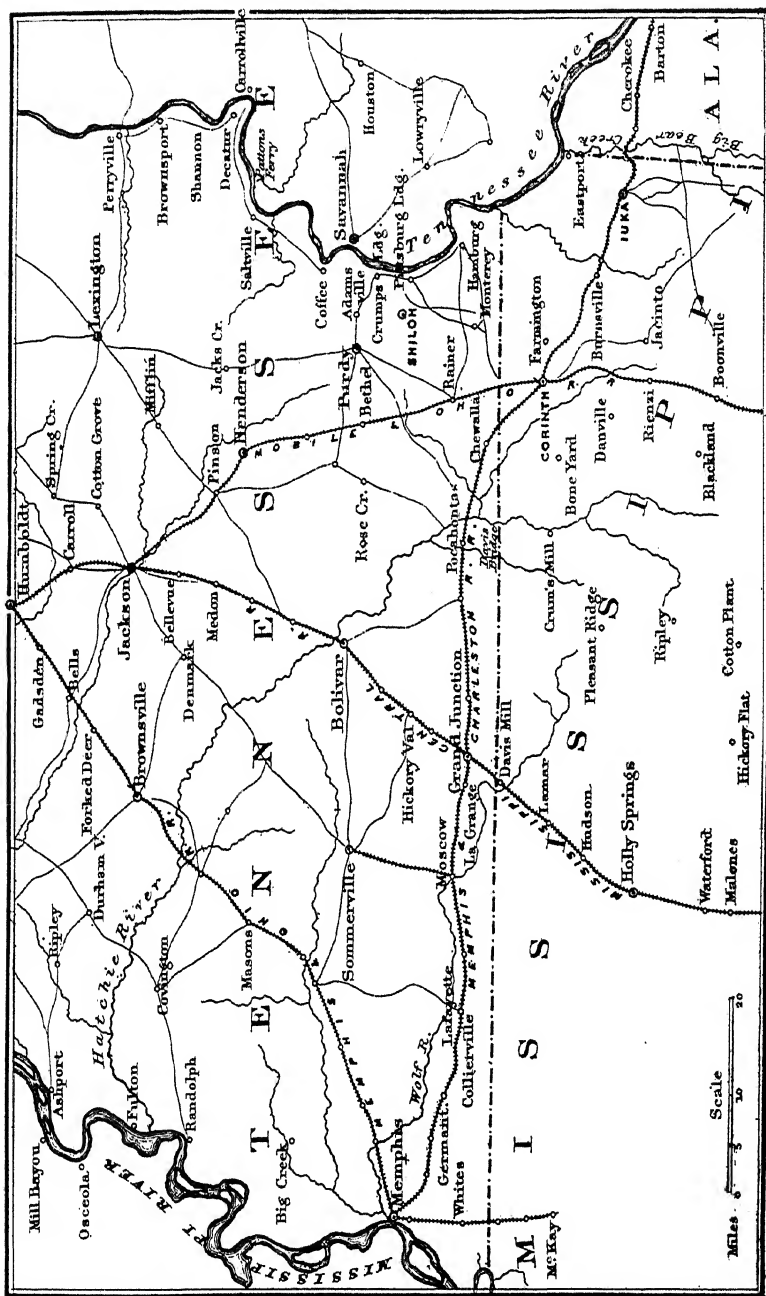 Mill Bayou
Osceola
Ashport
Fulton
Randolph
Ripley
Durham V.
Covington
Hatchie River
Forked Deer
Brownsville
Gadsden
Bells
Humboldt
Carroll
Spring Cr.
Cotton Grove
Jackson
Bellevue
Medon
Denmark
Mifflin
Pinson
Henderson
Jacks Cr.
Lexington
Perryville
Brownsport
Shannon
Decatur
Carrollville
Pattons
Ferry
Saltville
Coffee
Savannah
Houston
Lowryville
Adams
ville
Crumps Ldg.
Pittsburg Ldg.
SHILOH
Hamburg
Monterey
Purdy
Bethel
Rainer
Rose Cr.
Bolivar
Hickory Val
Sommerville
Masons
Big Creek
Memphis
Whites
Germant.
Collierville
Lafayette
Wolf R.
Moscow
La Grange
Grand Junction
Pocahontas
Davis
Bridge
Chewalla
CORINTH
Farmington
Burnsville
IUKA
Eastport
Big Bear Creek
Cherokee
Barton
Tennessee River
MISSISSIPPI RIVER
MEMPHIS &
R. R.
MEMPHIS & CHARLESTON R. R.
MISSISSIPPI CENTRAL R. R.
MOBILE & O. R. R.
TENNESSEE
MISSISSIPPI
ALA.
McKay
Davis Mill
Lamar
Hudson
Holly Springs
Waterford
Malones
Hickory Flat
Cotton Plant
Ripley
Pleasant Ridge
Crum's Mill
Bone Yard
Danville
Rienzi
Blackland
Boonville
Jacinto
Scale
Miles 0 5 10 20